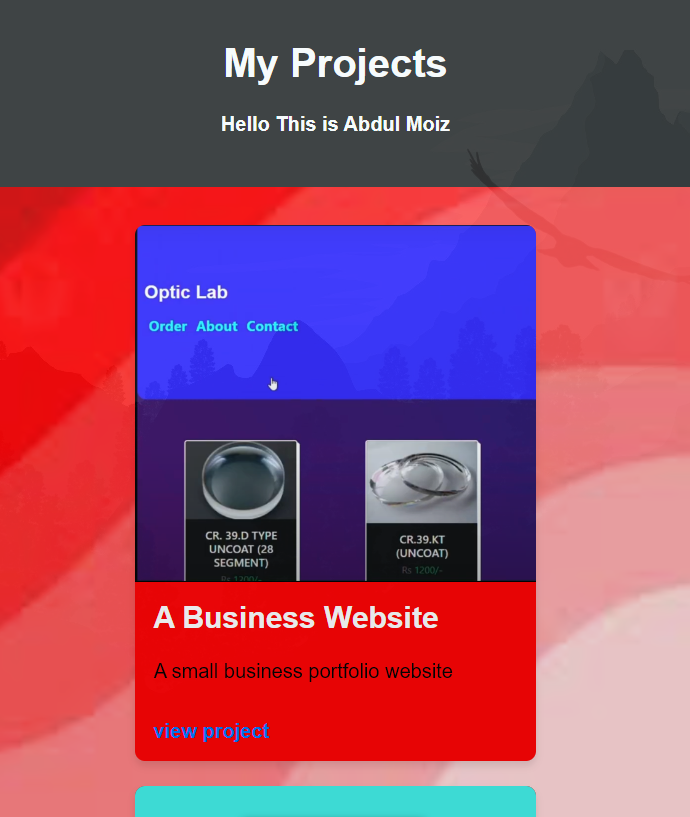 My Projects
Hello This is Abdul Moiz
Optic Lab
Order About Contact
CR. 39.D TYPE
UNCOAT (28
SEGMENT)
Rs 1200/-
CR.39.KT
(UNCOAT)
Rs 1200/-
A Business Website
A small business portfolio website
view project